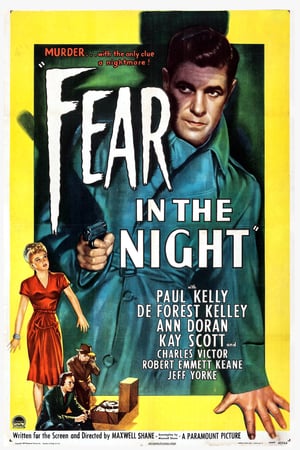 MURDER...with the only clue
a nightmare!
"FEAR
IN THE
NIGHT"
with
PAUL KELLY
DE FOREST KELLEY
ANN DORAN
KAY SCOTT and
CHARLES VICTOR
ROBERT EMMETT KEANE
JEFF YORKE
Written for the Screen and Directed by MAXWELL SHANE
A PARAMOUNT PICTURE